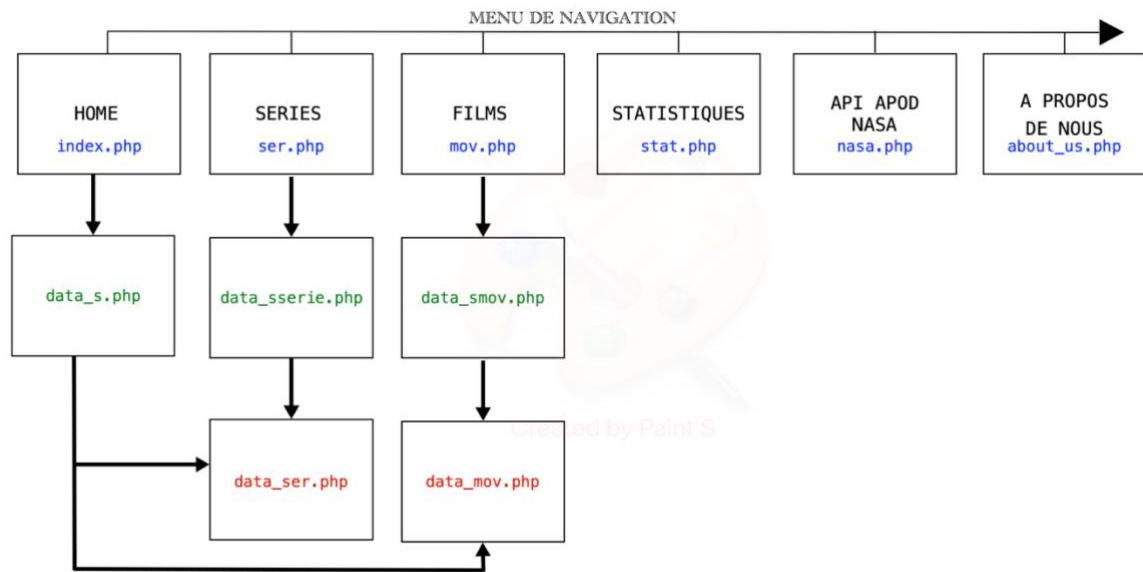 MENU DE NAVIGATION
HOME
index.php
SERIES
ser.php
FILMS
mov.php
STATISTIQUES
stat.php
API APOD
NASA
nasa.php
A PROPOS
DE NOUS
about_us.php
data_s.php
data_sserie.php
data_smov.php
Created by Paint S
data_ser.php
data_mov.php